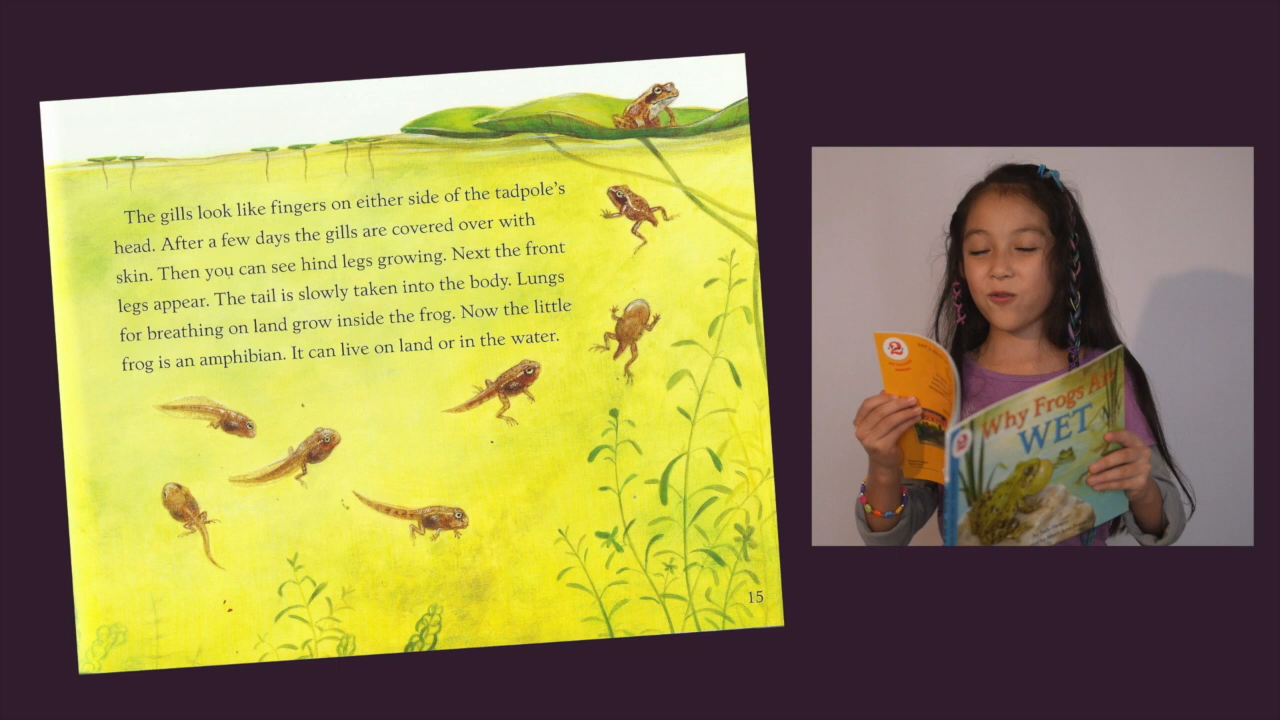 The gills look like fingers on either side of the tadpole's
head. After a few days the gills are covered over with
skin. Then you can see hind legs growing. Next the front
legs appear. The tail is slowly taken into the body. Lungs
for breathing on land grow inside the frog. Now the little
frog is an amphibian. It can live on land or in the water.
15
2
Why Frogs Are
WET
2